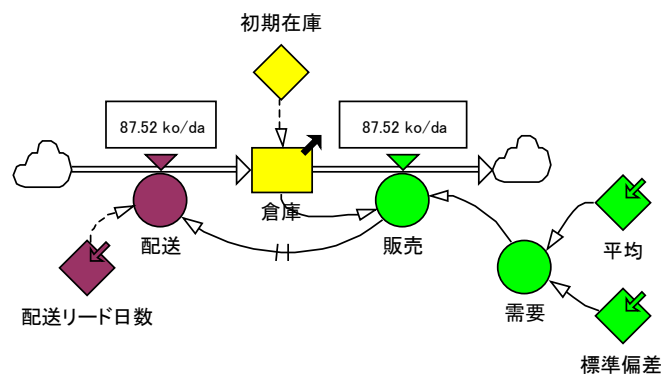 初期在庫
87.52 ko/da
87.52 ko/da
倉庫
配送
販売
平均
配送リード日数
需要
標準偏差